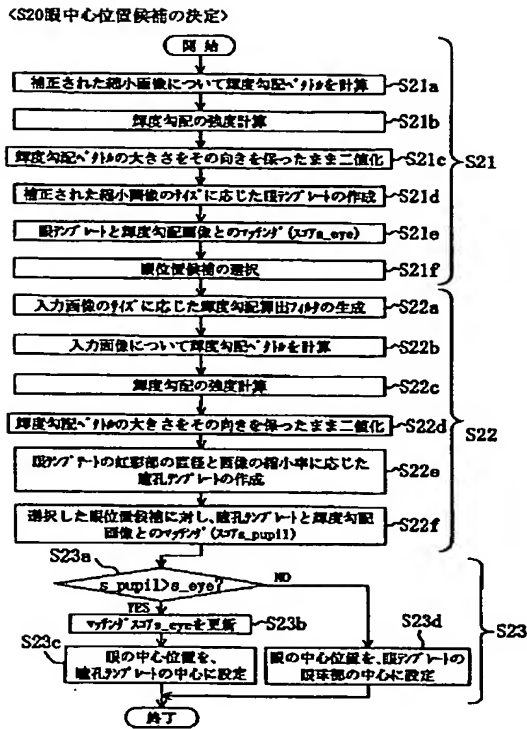 <S20眼中心位置候補の決定>
開始
補正された縮小画像について輝度勾配ベクトルを計算
S21a
輝度勾配の強度計算
S21b
輝度勾配ベクトルの大きさをその向きを保ったまま二値化
S21c
補正された縮小画像のサイズに応じた眼テンプレートの作成
S21d
眼テンプレートと輝度勾配画像とのマッチング(スコアs_eye)
S21e
眼位置候補の選択
S21f
S21
入力画像のサイズに応じた輝度勾配算出フィルタの生成
S22a
入力画像について輝度勾配ベクトルを計算
S22b
輝度勾配の強度計算
S22c
輝度勾配ベクトルの大きさをその向きを保ったまま二値化
S22d
眼テンプテートの虹彩部の直径と画像の縮小率に応じた
瞳孔テンプレートの作成
S22e
選択した眼位置候補に対し、瞳孔テンプレートと輝度勾配
画像とのマッチング(スコアs_pupil)
S22f
S22
S23a
s_pupil>s_eye?
NO
YES
マッチングスコアs_eyeを更新
S23b
S23c
眼の中心位置を、
瞳孔テンプレートの中心に設定
S23d
眼の中心位置を、眼テンプレートの
眼球部の中心に設定
S23
終了